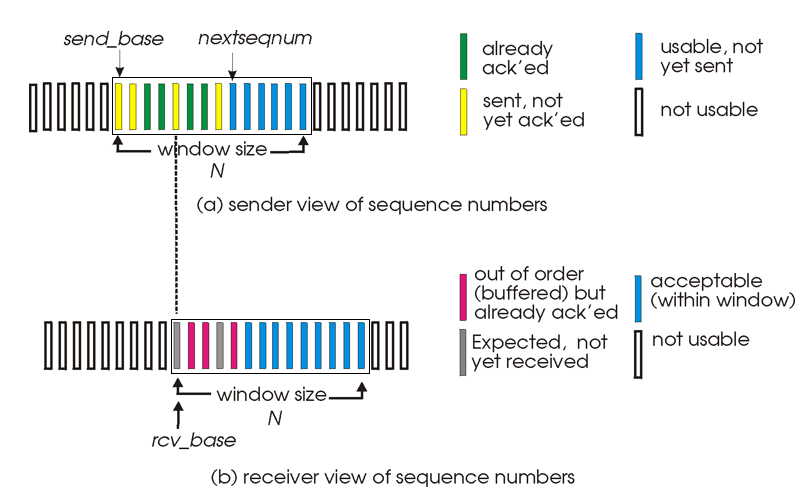 send_base
nextseqnum
already
ack'ed
usable, not
yet sent
sent, not
yet ack'ed
not usable
window size
N
(a) sender view of sequence numbers
out of order
(buffered) but
already ack'ed
acceptable
(within window)
Expected, not
yet received
not usable
window size
N
rcv_base
(b) receiver view of sequence numbers